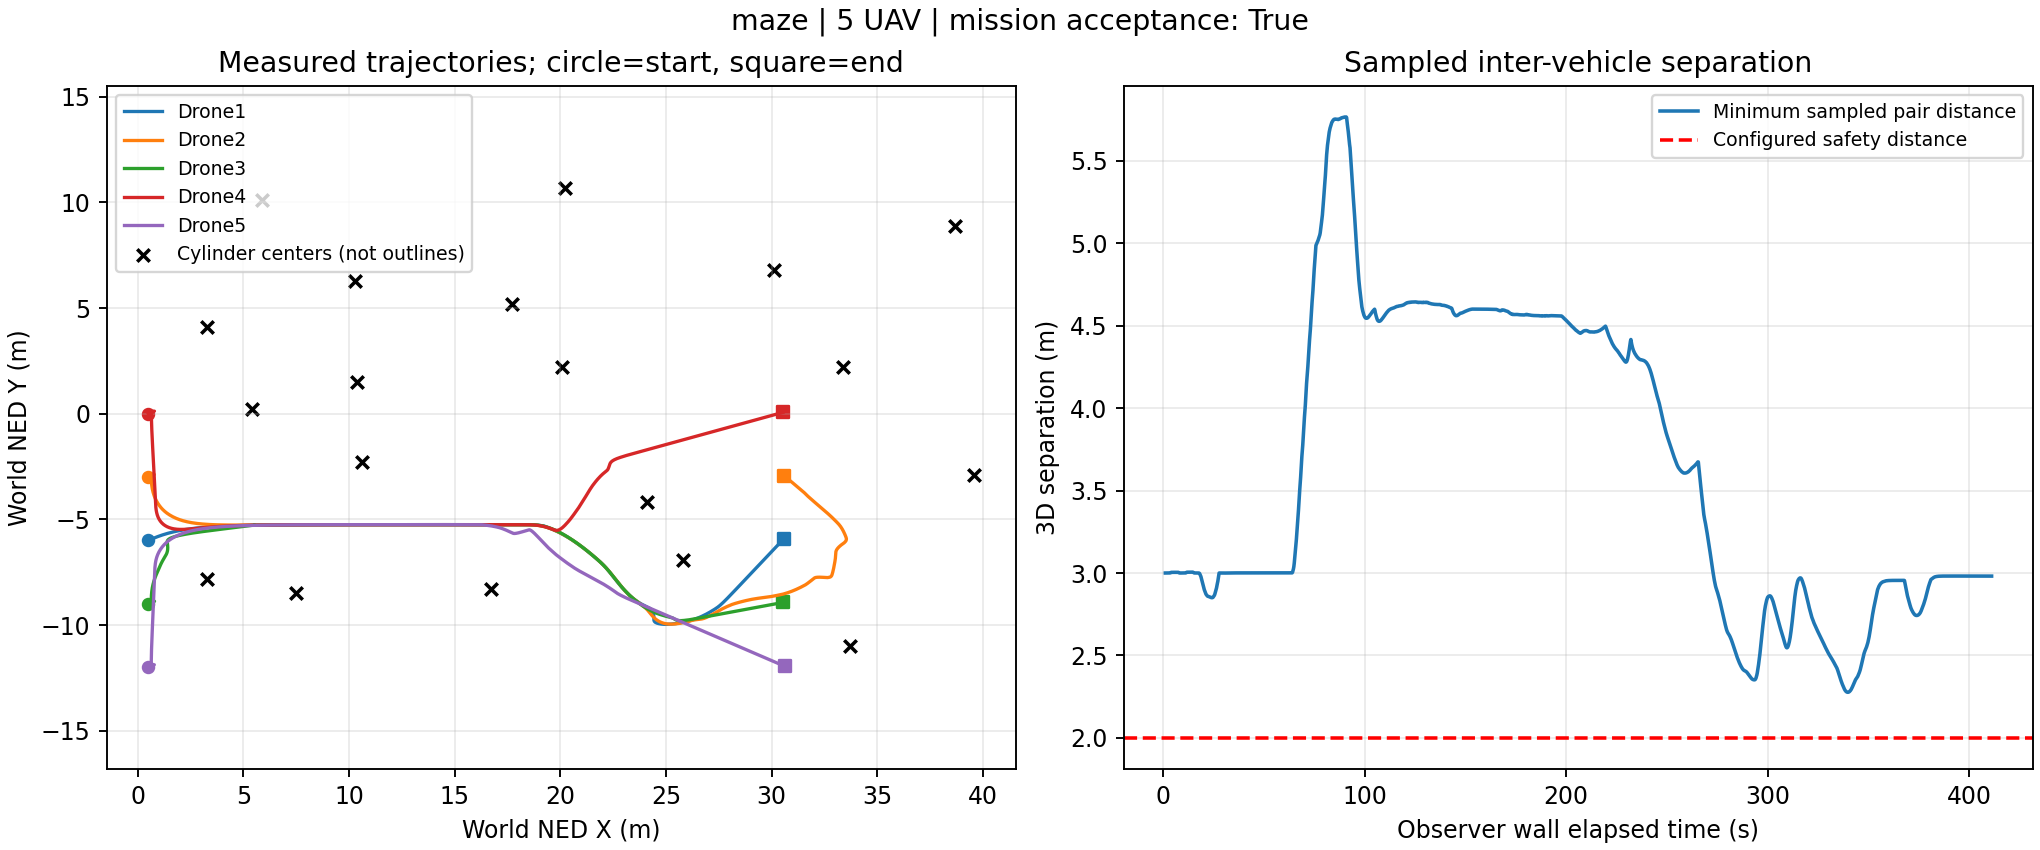 maze | 5 UAV | mission acceptance: True
Measured trajectories; circle=start, square=end
Drone1
Drone2
Drone3
Drone4
Drone5
Cylinder centers (not outlines)
World NED Y (m)
15
10
5
0
−5
−10
−15
0
5
10
15
20
25
30
35
40
World NED X (m)
Sampled inter-vehicle separation
Minimum sampled pair distance
Configured safety distance
3D separation (m)
5.5
5.0
4.5
4.0
3.5
3.0
2.5
2.0
0
100
200
300
400
Observer wall elapsed time (s)